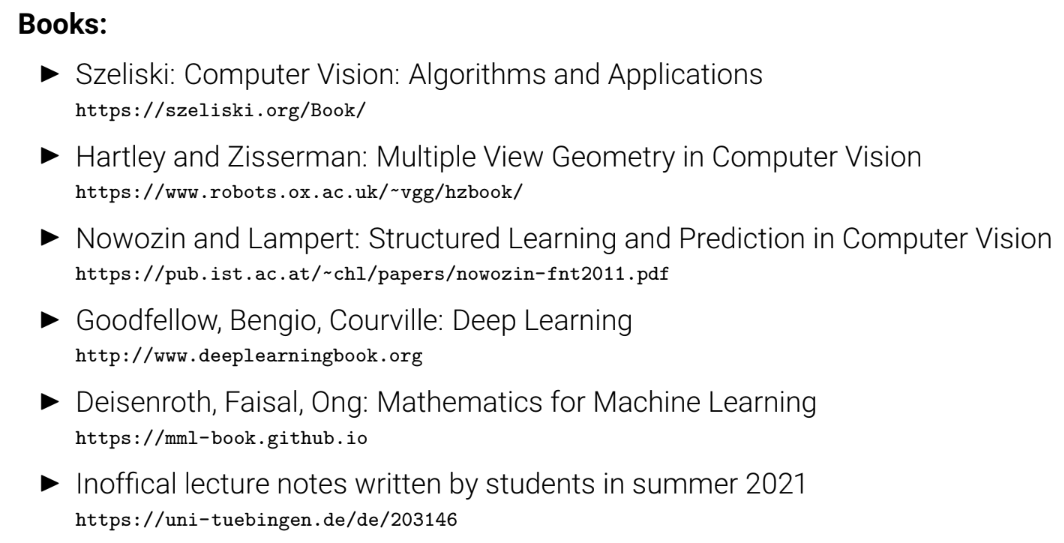 Books:
► Szeliski: Computer Vision: Algorithms and Applications
https://szeliski.org/Book/
► Hartley and Zisserman: Multiple View Geometry in Computer Vision
https://www.robots.ox.ac.uk/~vgg/hzbook/
► Nowozin and Lampert: Structured Learning and Prediction in Computer Vision
https://pub.ist.ac.at/~chl/papers/nowozin-fnt2011.pdf
► Goodfellow, Bengio, Courville: Deep Learning
http://www.deeplearningbook.org
► Deisenroth, Faisal, Ong: Mathematics for Machine Learning
https://mml-book.github.io
► Inoffical lecture notes written by students in summer 2021
https://uni-tuebingen.de/de/203146